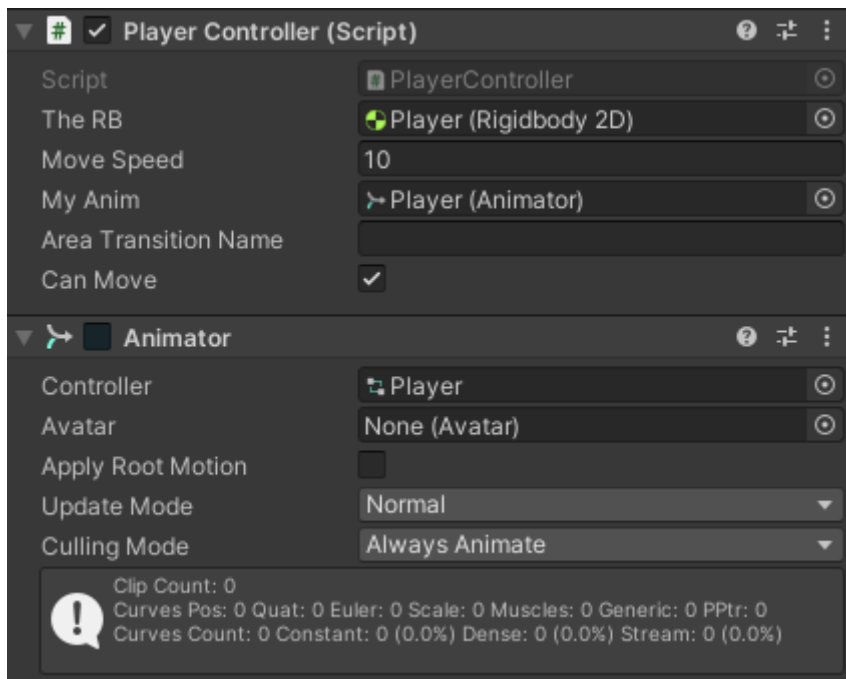 Player Controller (Script)
Script PlayerController
The RB Player (Rigidbody 2D)
Move Speed 10
My Anim Player (Animator)
Area Transition Name
Can Move
Animator
Controller Player
Avatar None (Avatar)
Apply Root Motion
Update Mode Normal
Culling Mode Always Animate
Clip Count: 0
Curves Pos: 0 Quat: 0 Euler: 0 Scale: 0 Muscles: 0 Generic: 0 PPtr: 0
Curves Count: 0 Constant: 0 (0.0%) Dense: 0 (0.0%) Stream: 0 (0.0%)